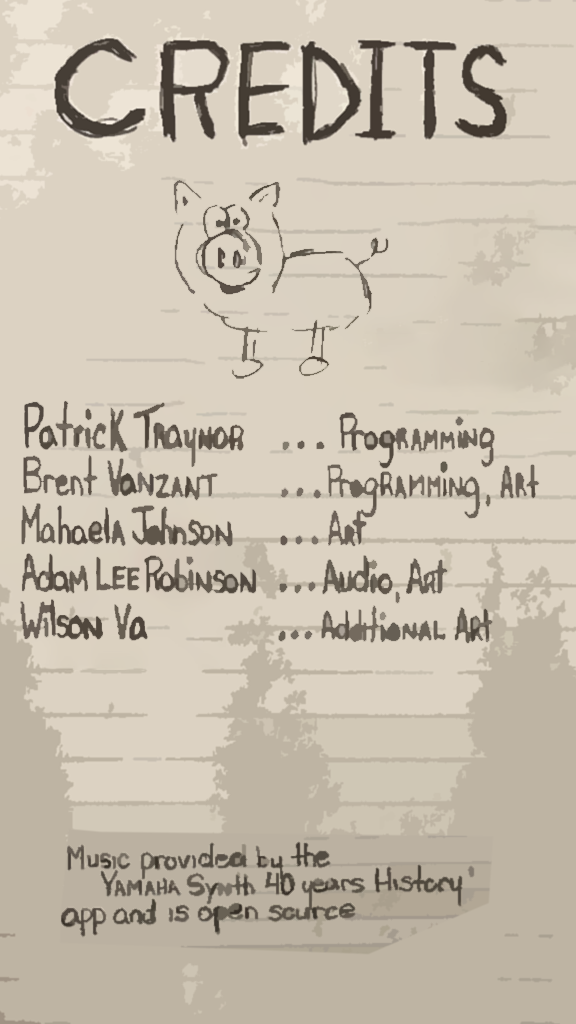 CREDITS
Patrick Traynor ... Programming
Brent Vanzant ... Programming, Art
Mahaela Johnson ... Art
Adam Lee Robinson ... Audio, Art
Wilson Va ... Additional Art
Music provided by the
Yamaha Synth 40 years History'
app and is open source